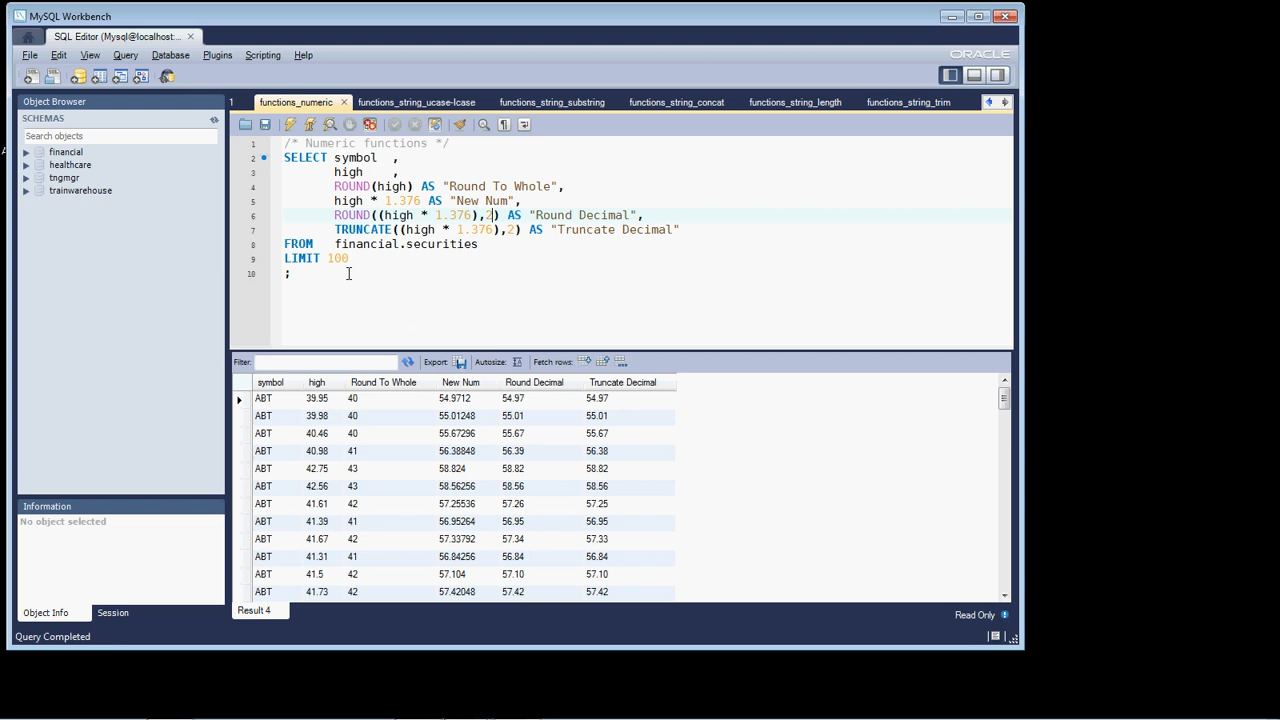 MySQL Workbench
SQL Editor (Mysql@localhost:...
File Edit View Query Database Plugins Scripting Help
ORACLE
Object Browser
SCHEMAS
Search objects
financial
healthcare
tngmgr
trainwarehouse
Information
No object selected
Object Info Session
1 functions_numeric functions_string_ucase-lcase functions_string_substring functions_string_concat functions_string_length functions_string_trim
1 /* Numeric functions */
2 SELECT symbol ,
3 high ,
4 ROUND(high) AS "Round To Whole",
5 high * 1.376 AS "New Num",
6 ROUND((high * 1.376),2) AS "Round Decimal",
7 TRUNCATE((high * 1.376),2) AS "Truncate Decimal"
8 FROM financial.securities
9 LIMIT 100
10 ;
Filter: Export: Autosize: Fetch rows:
symbol high Round To Whole New Num Round Decimal Truncate Decimal
ABT 39.95 40 54.9712 54.97 54.97
ABT 39.98 40 55.01248 55.01 55.01
ABT 40.46 40 55.67296 55.67 55.67
ABT 40.98 41 56.38848 56.39 56.38
ABT 42.75 43 58.824 58.82 58.82
ABT 42.56 43 58.56256 58.56 58.56
ABT 41.61 42 57.25536 57.26 57.25
ABT 41.39 41 56.95264 56.95 56.95
ABT 41.67 42 57.33792 57.34 57.33
ABT 41.31 41 56.84256 56.84 56.84
ABT 41.5 42 57.104 57.10 57.10
ABT 41.73 42 57.42048 57.42 57.42
Result 4
Read Only
Query Completed